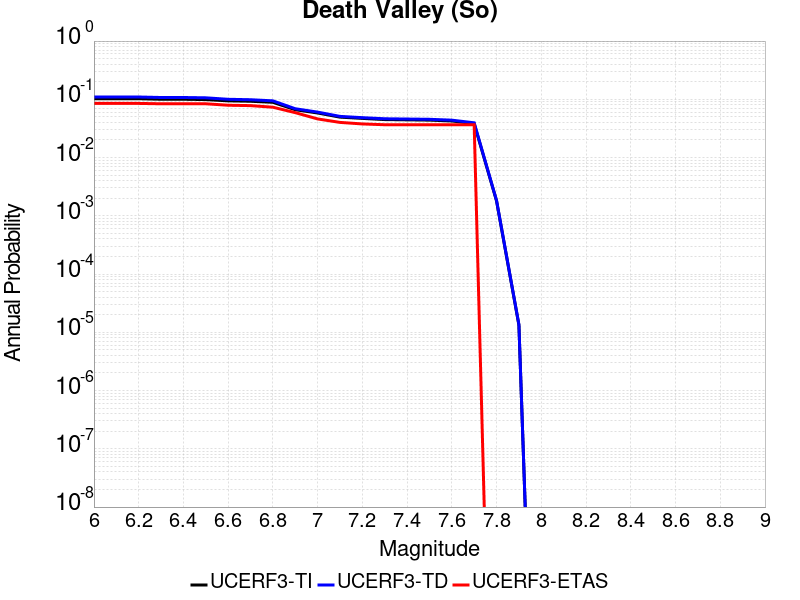 Death Valley (So)
Annual Probability
10^0
10^-1
10^-2
10^-3
10^-4
10^-5
10^-6
10^-7
10^-8
6 6.2 6.4 6.6 6.8 7 7.2 7.4 7.6 7.8 8 8.2 8.4 8.6 8.8 9
Magnitude
UCERF3-TI UCERF3-TD UCERF3-ETAS